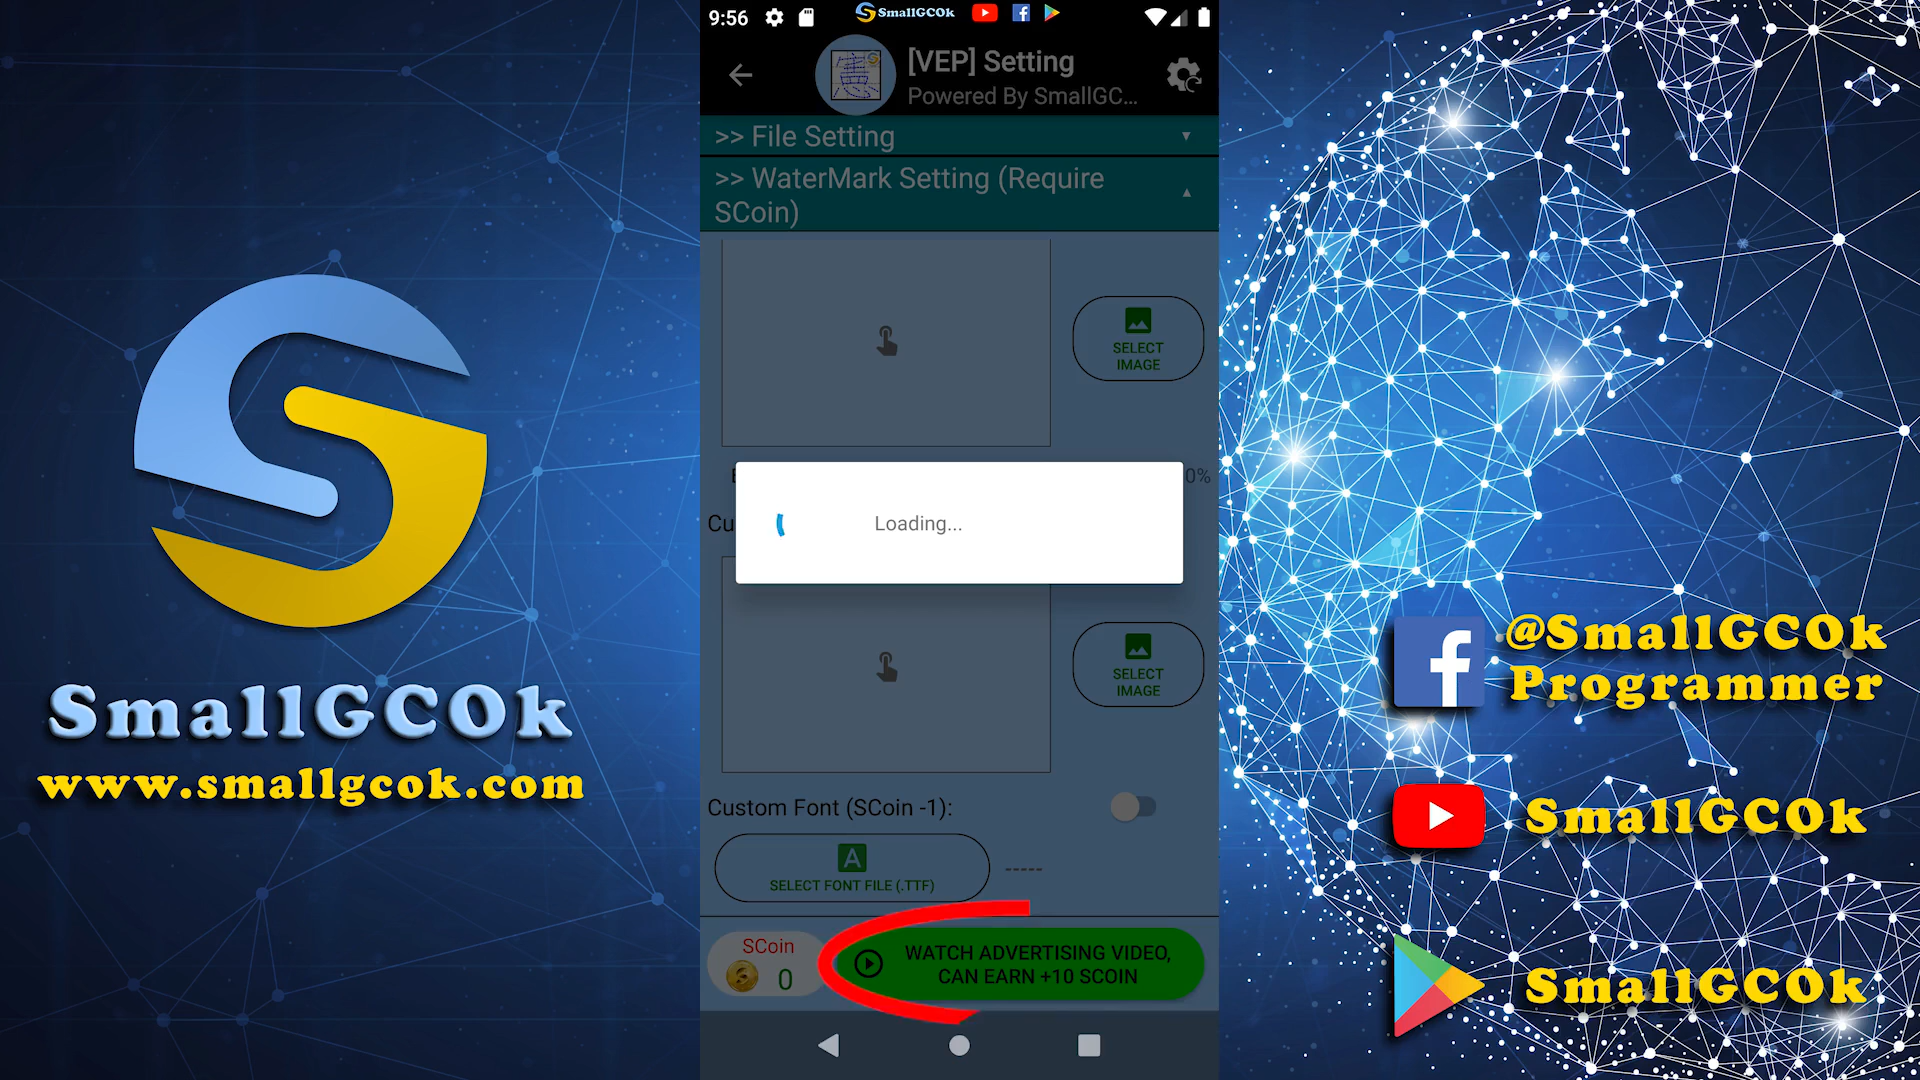 SmallGCOk
www.smallgcok.com
9:56
SmallGCOk
[VEP] Setting
Powered By SmallGC...
>> File Setting
>> WaterMark Setting (Require
SCoin)
SELECT
IMAGE
0%
Loading...
Cu
SELECT
IMAGE
Custom Font (SCoin -1):
A
SELECT FONT FILE (.TTF)
-----
SCoin
0
WATCH ADVERTISING VIDEO,
CAN EARN +10 SCOIN
@SmallGCOk
Programmer
SmallGCOk
SmallGCOk